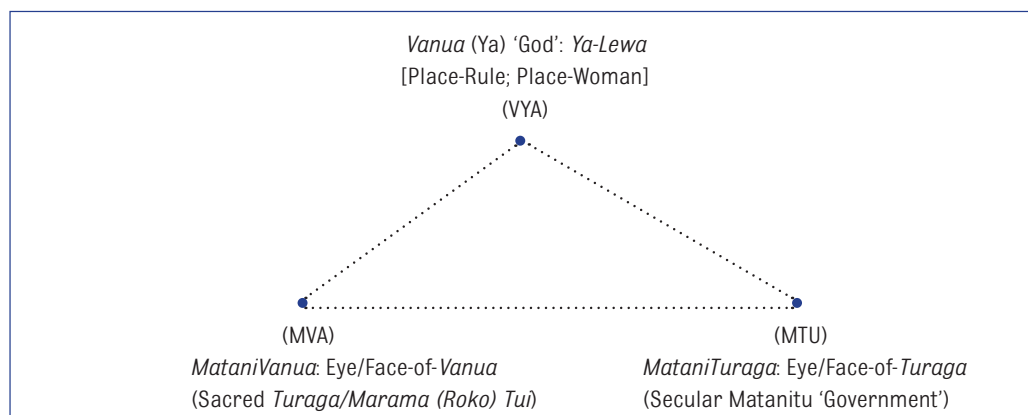 Vanua (Ya) ‘God’: Ya-Lewa
[Place-Rule; Place-Woman]
(VYA)
(MVA)
MataniVanua: Eye/Face-of-Vanua
(Sacred Turaga/Marama (Roko) Tui)
(MTU)
MataniTuraga: Eye/Face-of-Turaga
(Secular Matanitu ‘Government’)